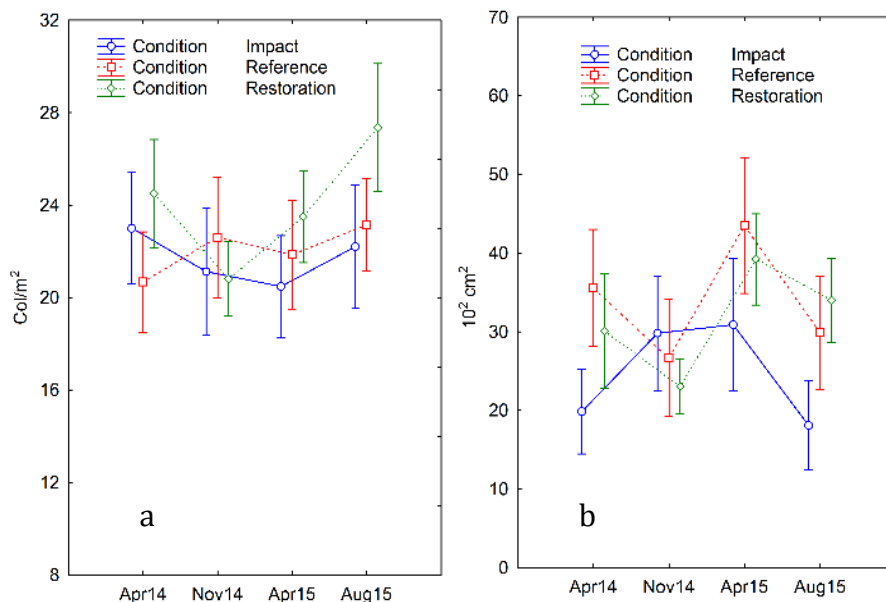 32
28
24
20
16
12
8
Col/m²
Condition Impact
Condition Reference
Condition Restoration
a
Apr14 Nov14 Apr15 Aug15
70
60
50
40
30
20
10
0
10² cm²
Condition Impact
Condition Reference
Condition Restoration
b
Apr14 Nov14 Apr15 Aug15